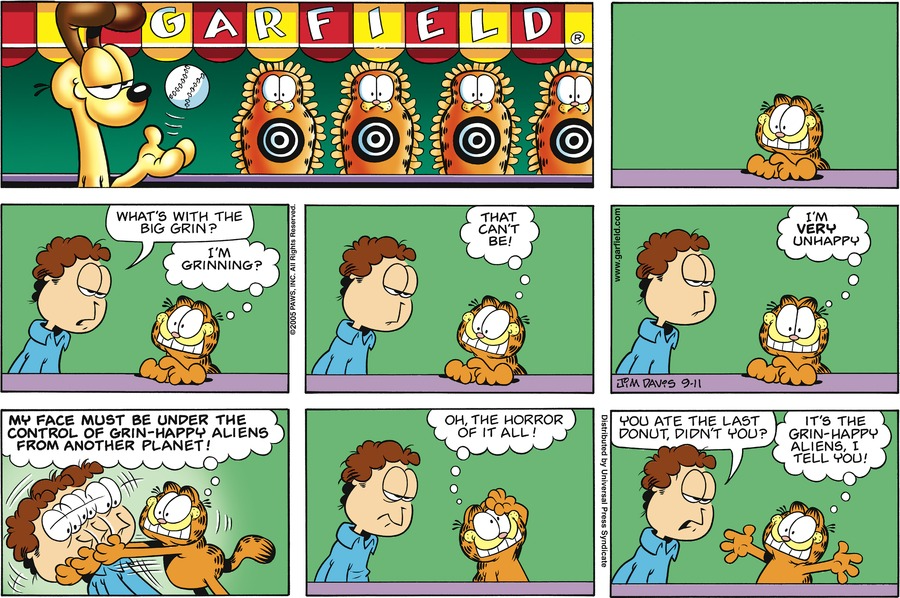 GARFIELD ®
WHAT'S WITH THE
BIG GRIN?
I'M
GRINNING?
©2005 PAWS, INC. All Rights Reserved.
THAT
CAN'T
BE!
I'M
VERY
UNHAPPY
www.garfield.com
JIM DAVIS 9-11
MY FACE MUST BE UNDER THE
CONTROL OF GRIN-HAPPY ALIENS
FROM ANOTHER PLANET!
OH, THE HORROR
OF IT ALL!
Distributed by Universal Press Syndicate
YOU ATE THE LAST
DONUT, DIDN'T YOU?
IT'S THE
GRIN-HAPPY
ALIENS, I
TELL YOU!